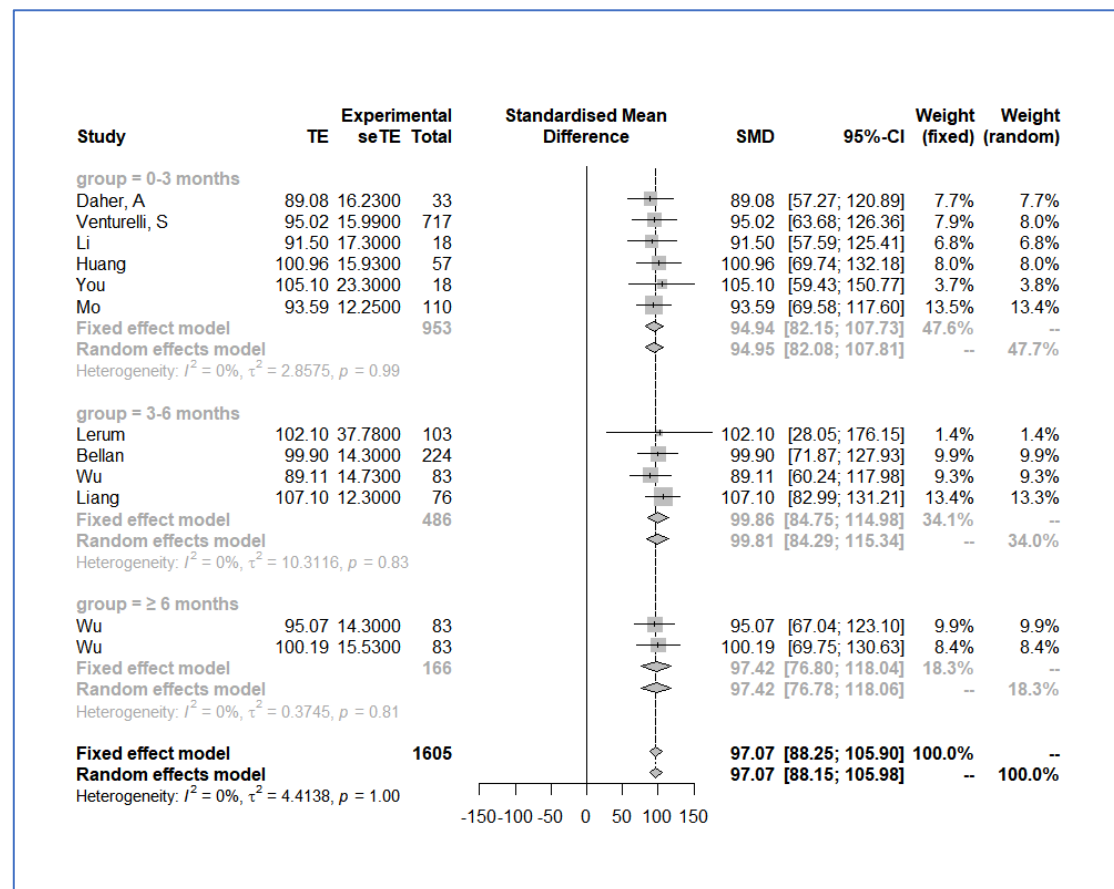 Experimental Standardised Mean Weight Weight
Study TE seTE Total Difference SMD 95%-CI (fixed) (random)
group = 0-3 months
Daher, A 89.08 16.2300 33 89.08 [57.27; 120.89] 7.7% 7.7%
Venturelli, S 95.02 15.9900 717 95.02 [63.68; 126.36] 7.9% 8.0%
Li 91.50 17.3000 18 91.50 [57.59; 125.41] 6.8% 6.8%
Huang 100.96 15.9300 57 100.96 [69.74; 132.18] 8.0% 8.0%
You 105.10 23.3000 18 105.10 [59.43; 150.77] 3.7% 3.8%
Mo 93.59 12.2500 110 93.59 [69.58; 117.60] 13.5% 13.4%
Fixed effect model 953 94.94 [82.15; 107.73] 47.6% --
Random effects model 94.95 [82.08; 107.81] -- 47.7%
Heterogeneity: I² = 0%, τ² = 2.8575, p = 0.99
group = 3-6 months
Lerum 102.10 37.7800 103 102.10 [28.05; 176.15] 1.4% 1.4%
Bellan 99.90 14.3000 224 99.90 [71.87; 127.93] 9.9% 9.9%
Wu 89.11 14.7300 83 89.11 [60.24; 117.98] 9.3% 9.3%
Liang 107.10 12.3000 76 107.10 [82.99; 131.21] 13.4% 13.3%
Fixed effect model 486 99.86 [84.75; 114.98] 34.1% --
Random effects model 99.81 [84.29; 115.34] -- 34.0%
Heterogeneity: I² = 0%, τ² = 10.3116, p = 0.83
group = ≥ 6 months
Wu 95.07 14.3000 83 95.07 [67.04; 123.10] 9.9% 9.9%
Wu 100.19 15.5300 83 100.19 [69.75; 130.63] 8.4% 8.4%
Fixed effect model 166 97.42 [76.80; 118.04] 18.3% --
Random effects model 97.42 [76.78; 118.06] -- 18.3%
Heterogeneity: I² = 0%, τ² = 0.3745, p = 0.81
Fixed effect model 1605 97.07 [88.25; 105.90] 100.0% --
Random effects model 97.07 [88.15; 105.98] -- 100.0%
Heterogeneity: I² = 0%, τ² = 4.4138, p = 1.00
-150 -100 -50 0 50 100 150